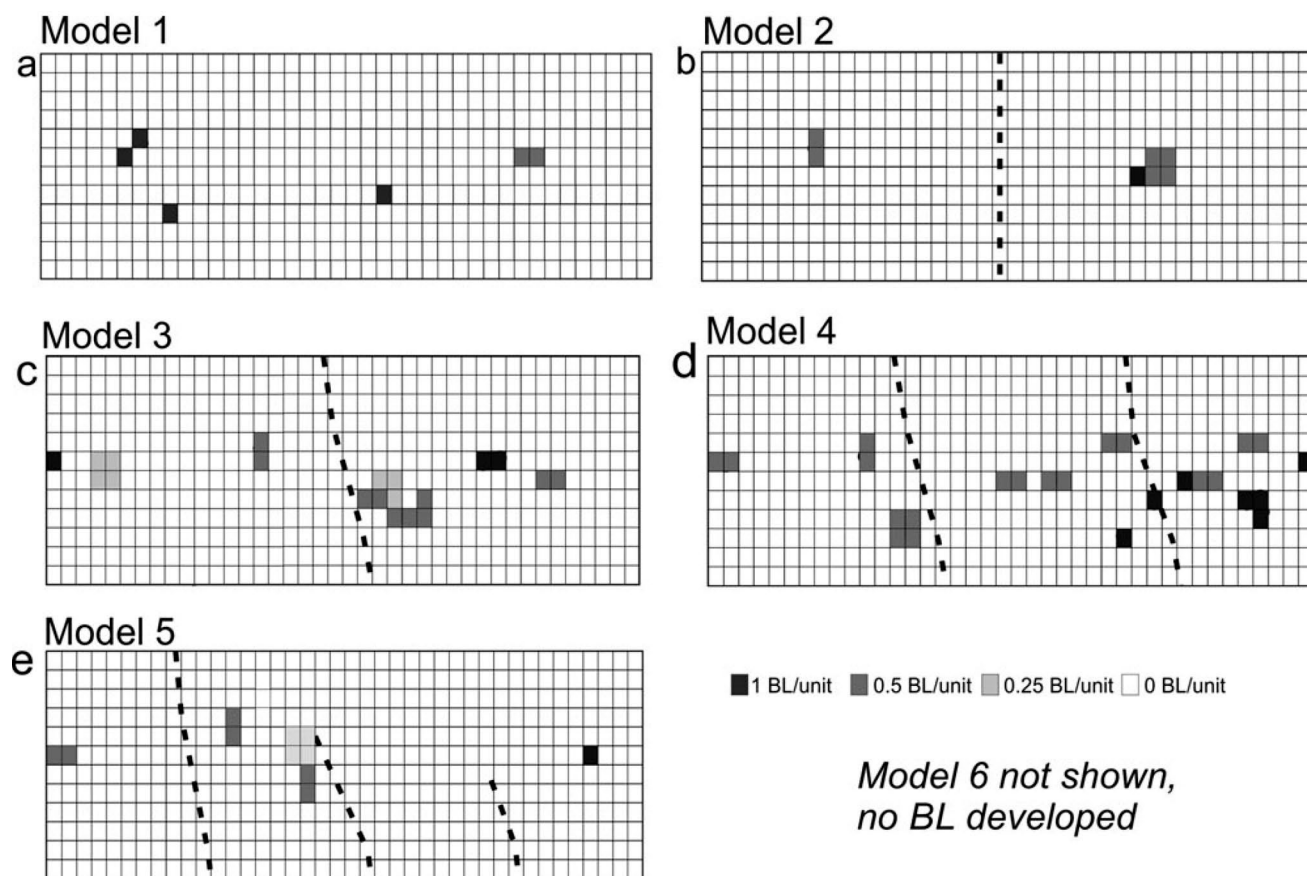 Model 1
a
Model 2
b
Model 3
c
Model 4
d
Model 5
e
1 BL/unit 0.5 BL/unit 0.25 BL/unit 0 BL/unit
Model 6 not shown,
no BL developed